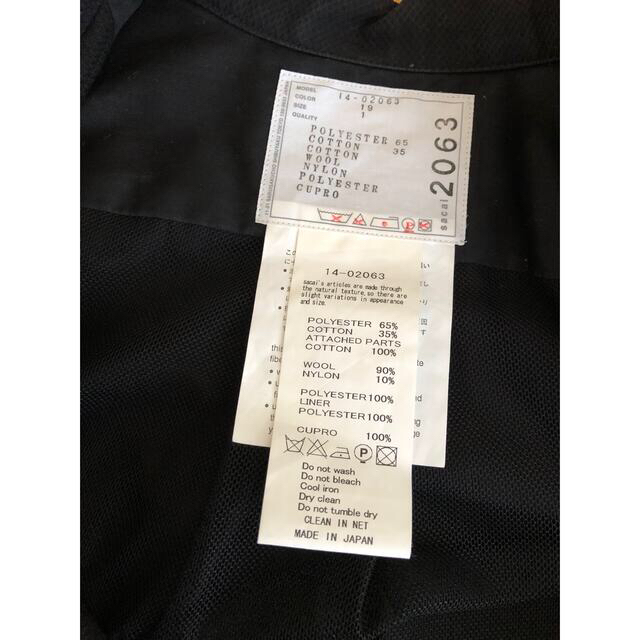 MODEL 14-02063
COLOR 19
SIZE 1
QUALITY
POLYESTER 65
COTTON 35
COTTON
WOOL
NYLON
POLYESTER
CUPRO
sacai 2063
14-02063
sacai's articles are made through
the natural texture, so there are
slight variations in appearance
and size.
POLYESTER 65%
COTTON 35%
ATTACHED PARTS
COTTON 100%
WOOL 90%
NYLON 10%
POLYESTER100%
LINER
POLYESTER100%
CUPRO 100%
Do not wash
Do not bleach
Cool iron
Dry clean
Do not tumble dry
CLEAN IN NET
MADE IN JAPAN